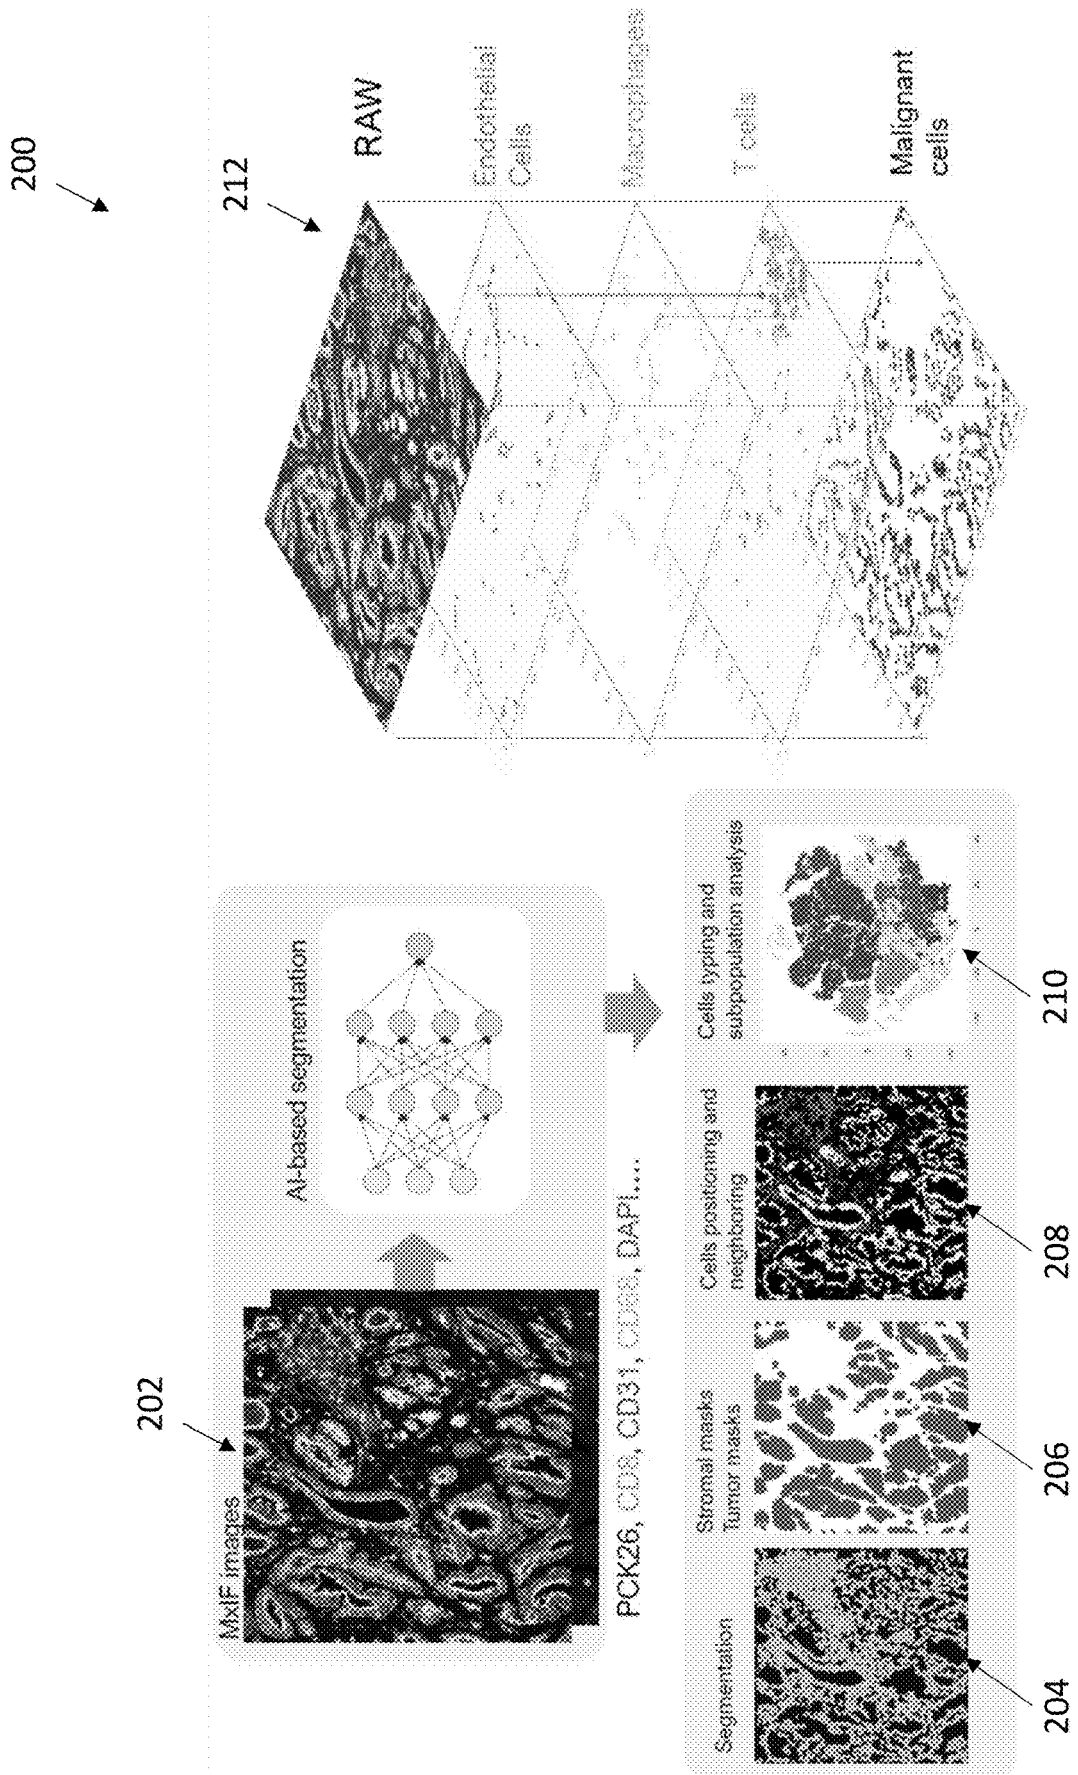 200
202
MxIF images
AI-based segmentation
PCK26, CD8, CD31, CD68, DAPI....
Segmentation
Stromal masks
Tumor masks
Cells positioning and
neighboring
Cells typing and
subpopulation analysis
204
206
208
210
212
RAW
Endothelial
Cells
Macrophages
T cells
Malignant
cells